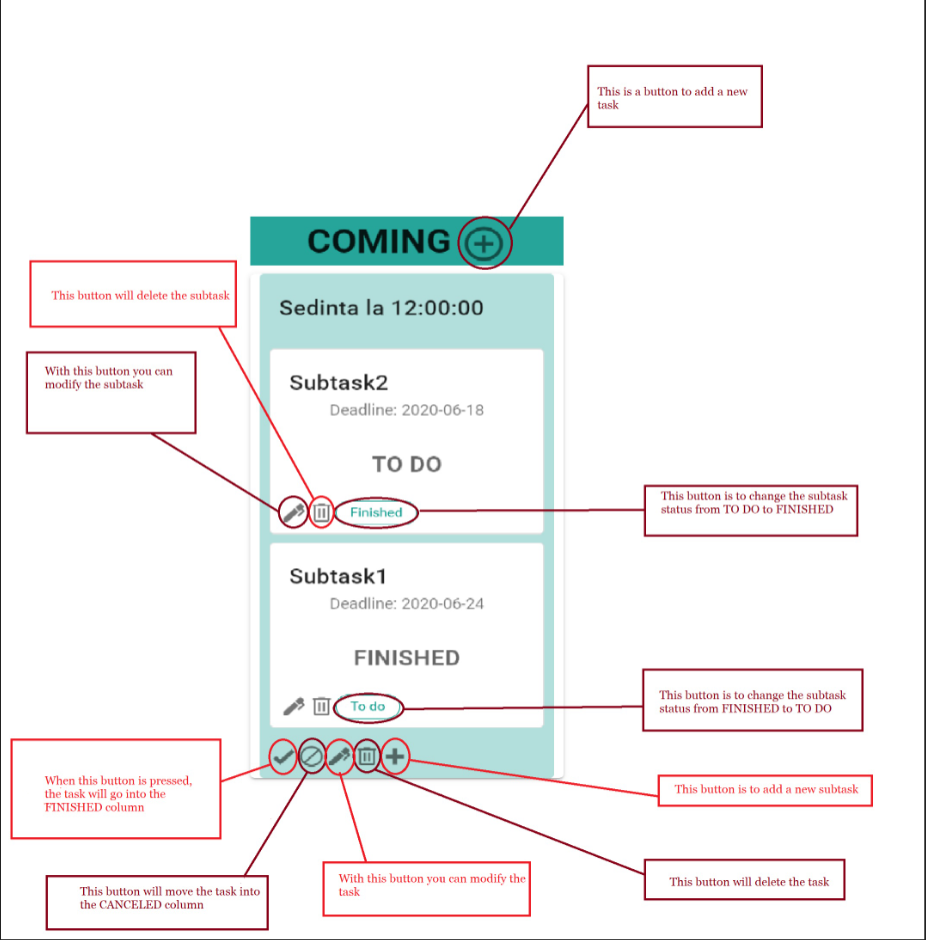 This is a button to add a new
task
COMING
This button will delete the subtask
Sedinta la 12:00:00
With this button you can
modify the subtask
Subtask2
Deadline: 2020-06-18
TO DO
Finished
This button is to change the subtask
status from TO DO to FINISHED
Subtask1
Deadline: 2020-06-24
FINISHED
To do
This button is to change the subtask
status from FINISHED to TO DO
When this button is pressed,
the task will go into the
FINISHED column
This button is to add a new subtask
This button will move the task into
the CANCELED column
With this button you can modify the
task
This button will delete the task